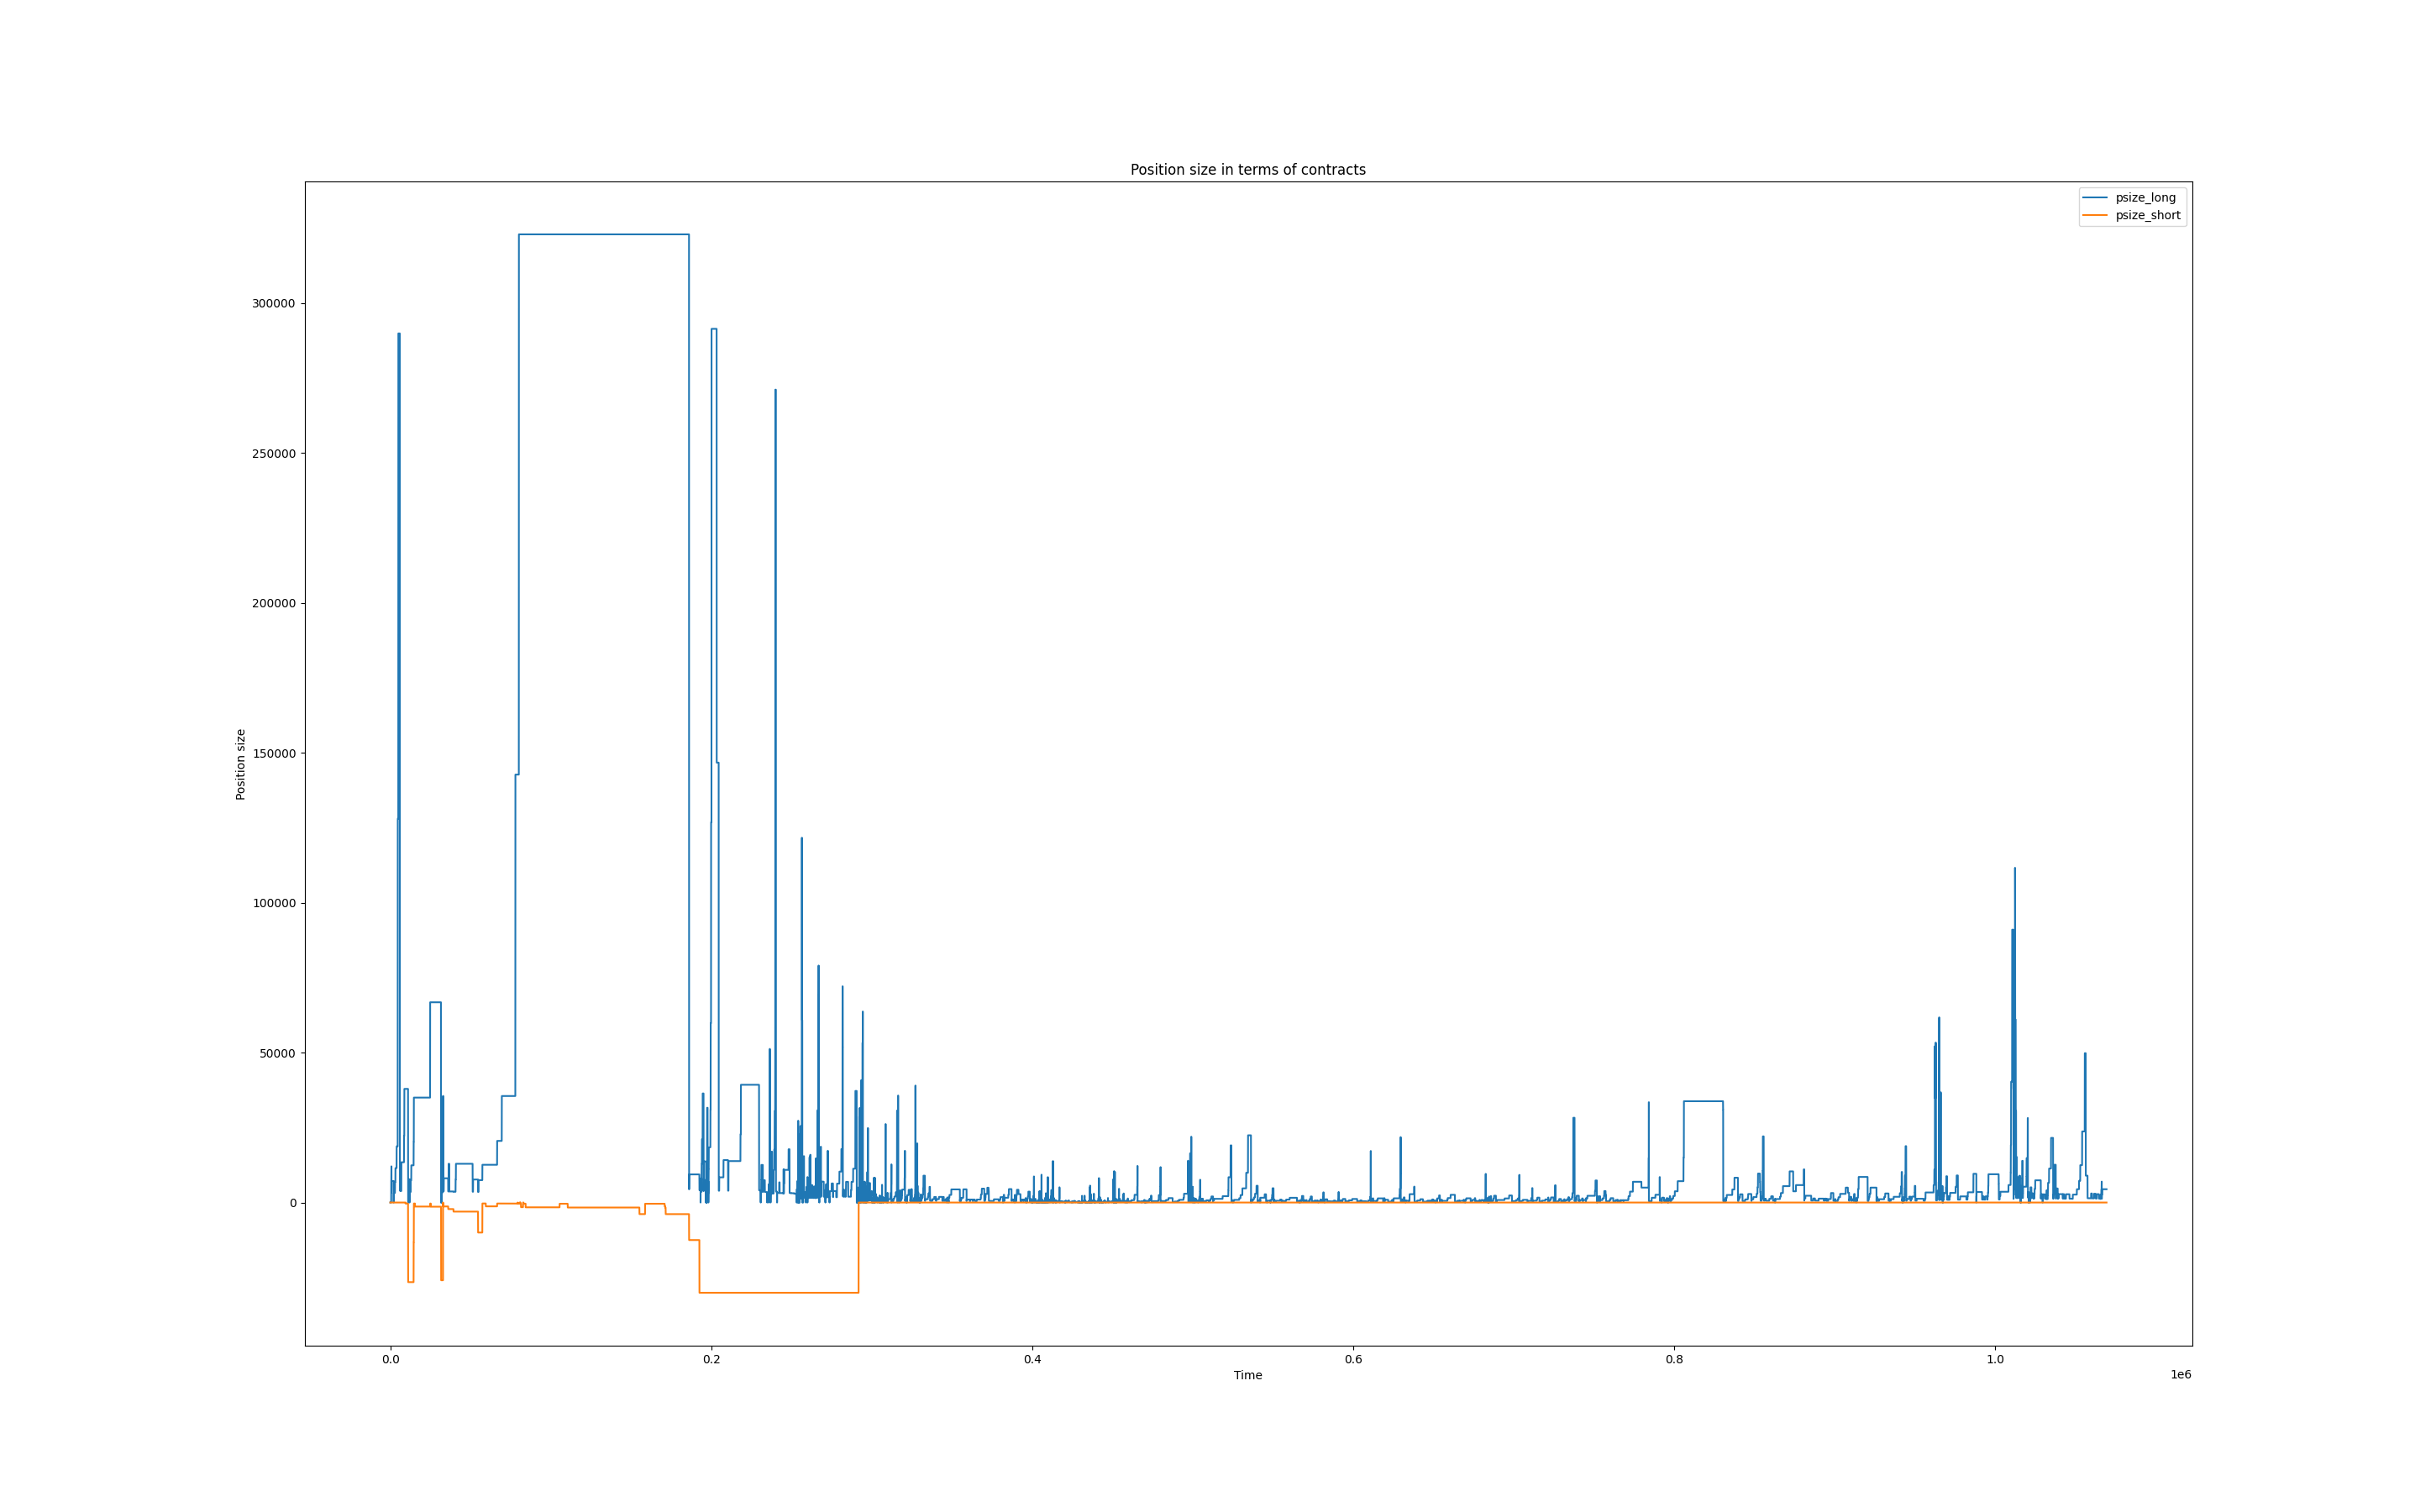 Position size in terms of contracts
psize_long
psize_short
300000
250000
200000
150000
100000
50000
0
Position size
0.0 0.2 0.4 0.6 0.8 1.0
Time
1e6